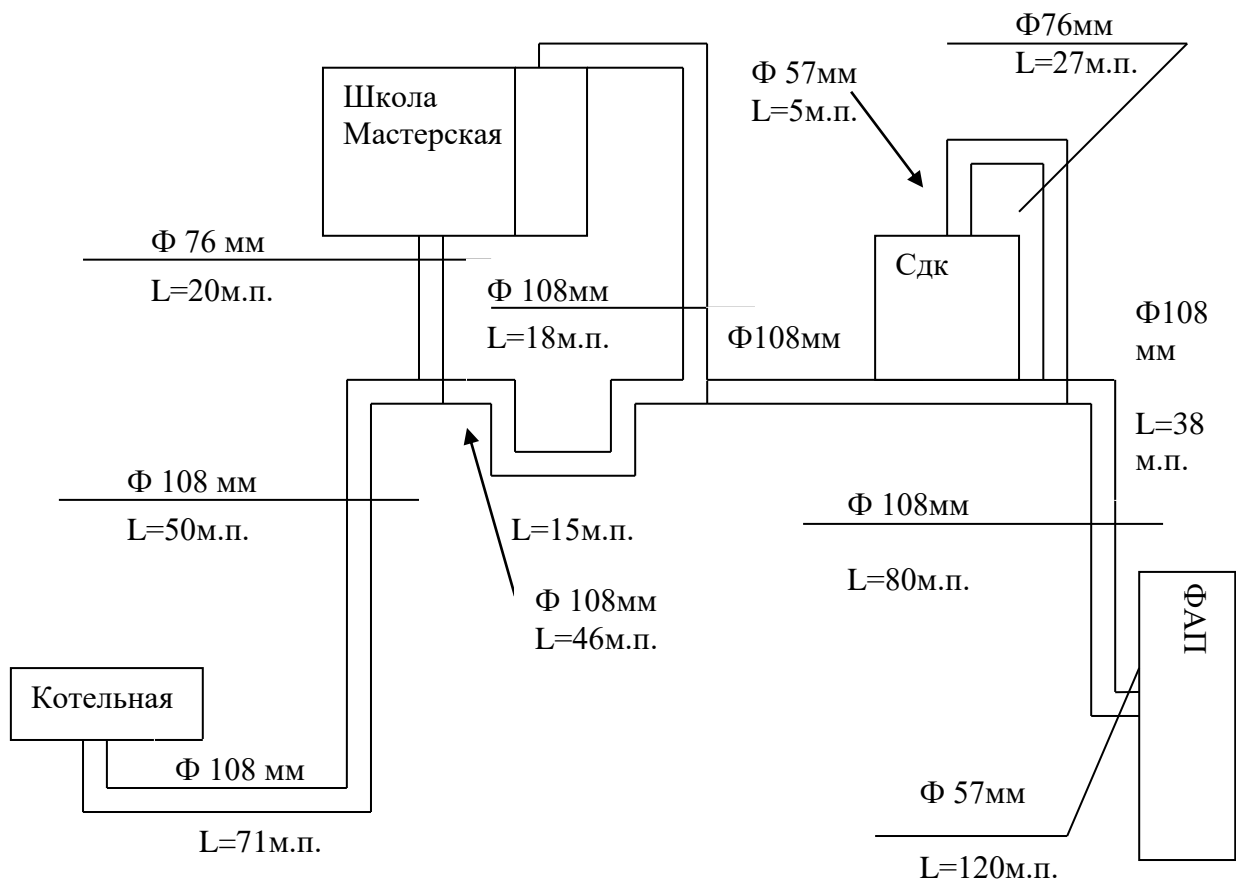 Ф76мм
L=27м.п.
Ф 57мм
L=5м.п.
Школа
Мастерская
Ф 76 мм
L=20м.п.
Сдк
Ф 108мм
L=18м.п.
Ф108мм
Ф108
мм
L=38
м.п.
Ф 108 мм
L=50м.п.
L=15м.п.
Ф 108мм
L=80м.п.
Ф 108мм
L=46м.п.
ФАП
Котельная
Ф 108 мм
L=71м.п.
Ф 57мм
L=120м.п.